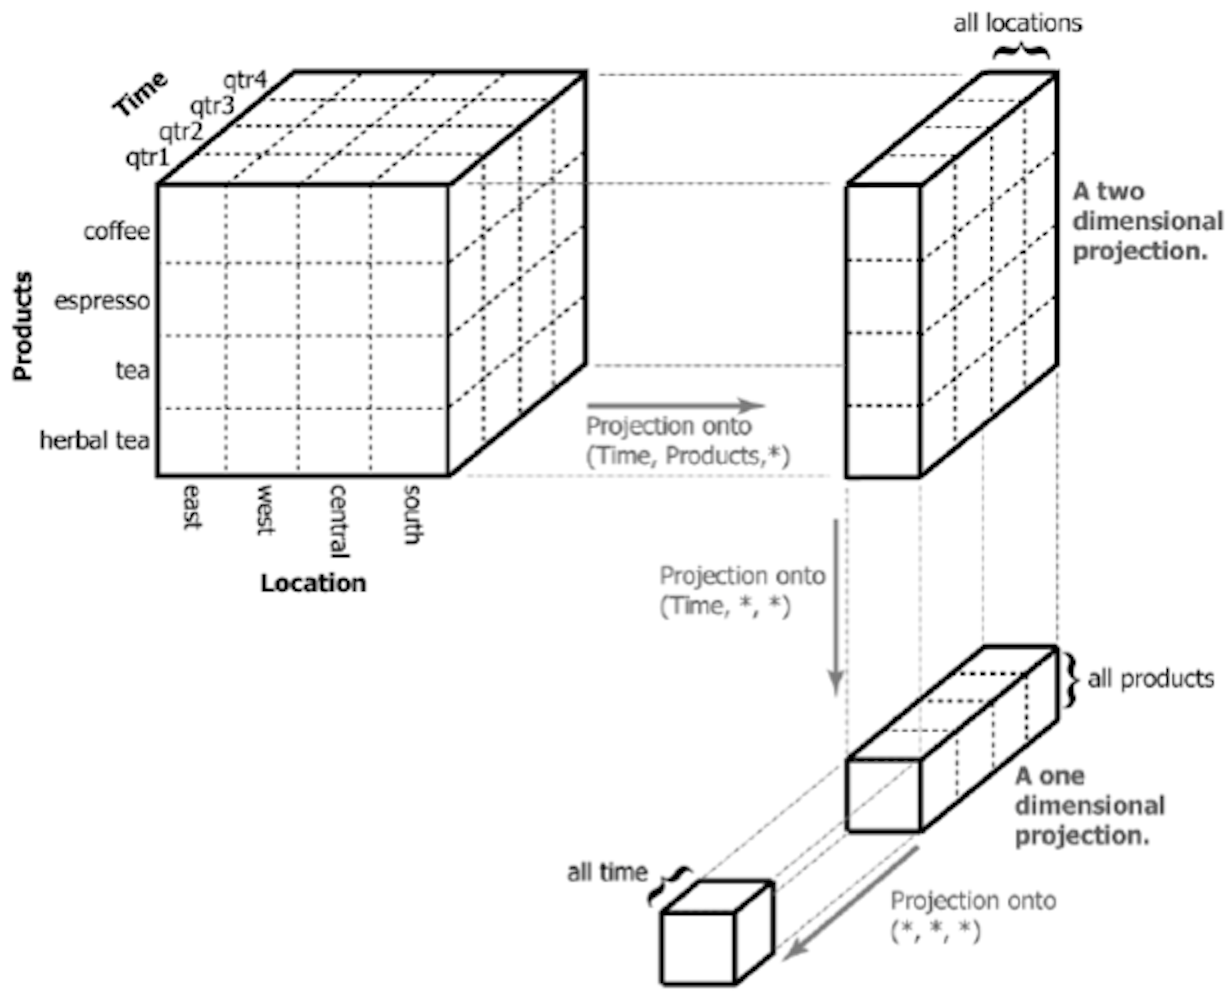 all locations
Time
qtr4
qtr3
qtr2
qtr1
Products
coffee
espresso
tea
herbal tea
east
west
central
south
Location
A two
dimensional
projection.
Projection onto
(Time, Products,*)
Projection onto
(Time, *, *)
all products
A one
dimensional
projection.
all time
Projection onto
(*, *, *)